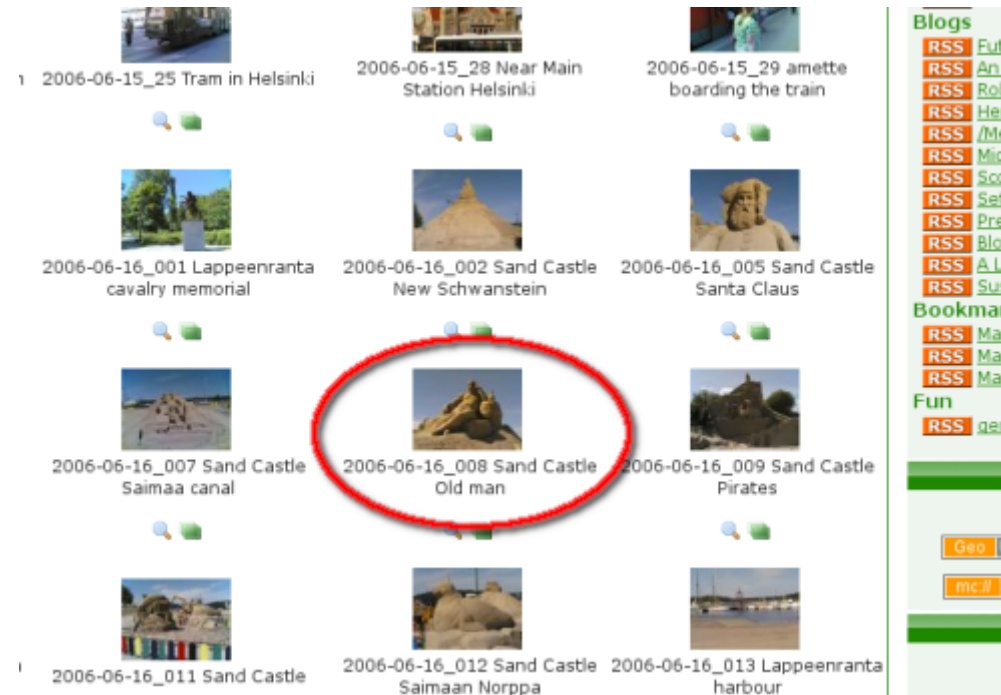 2006-06-15_25 Tram in Helsinki
2006-06-15_28 Near Main
Station Helsinki
2006-06-15_29 amette
boarding the train
2006-06-16_001 Lappeenranta
cavalry memorial
2006-06-16_002 Sand Castle
New Schwanstein
2006-06-16_005 Sand Castle
Santa Claus
2006-06-16_007 Sand Castle
Saimaa canal
2006-06-16_008 Sand Castle
Old man
2006-06-16_009 Sand Castle
Pirates
2006-06-16_011 Sand Castle
2006-06-16_012 Sand Castle
Saimaan Norppa
2006-06-16_013 Lappeenranta
harbour
Blogs
RSS
RSS An
RSS
RSS
RSS
RSS
RSS
RSS
RSS
RSS
RSS A
RSS
RSS
RSS
RSS
Fun
RSS
Geo
mc://